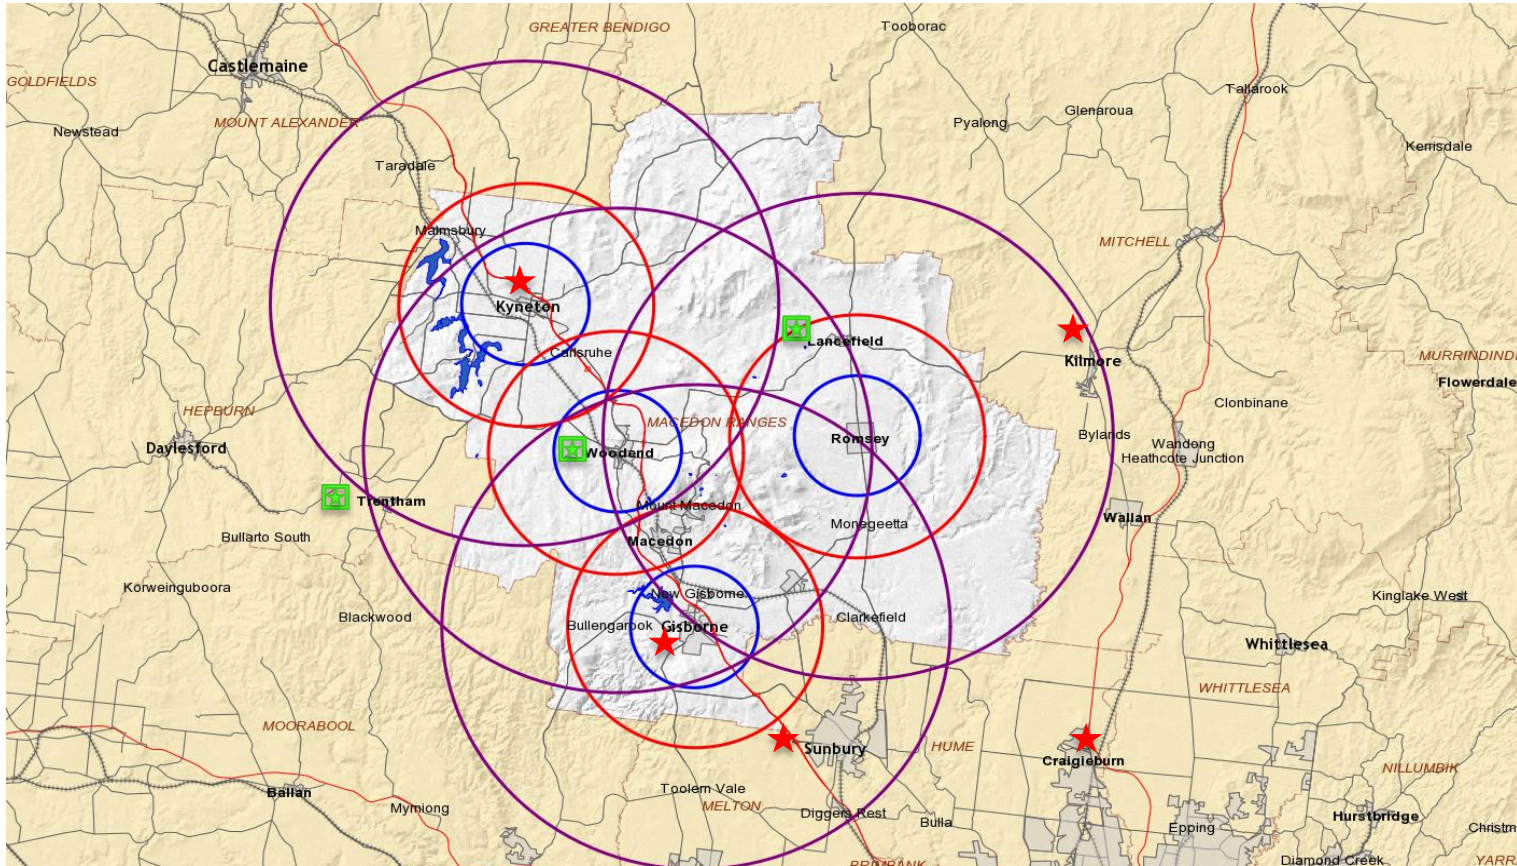 GREATER BENDIGO
Tooborac
Castlemaine
GOLDFIELDS
Tallarook
Glenaroua
MOUNT ALEXANDER
Pyalong
Newstead
Kerrisdale
Taradale
Malmsbury
MITCHELL
Kyneton
Lancefield
Carlsruhe
Kilmore
MURRINDINDI
Flowerdale
HEPBURN
Clonbinane
MACEDON RANGES
Romsey
Bylands
Daylesford
Woodend
Wandong
Heathcote Junction
Trentham
Mount Macedon
Wallan
Monegeetta
Bullarto South
Macedon
Korweinguboora
New Gisborne
Kinglake West
Blackwood
Bullengarook
Gisborne
Clarkefield
Whittlesea
WHITTLESEA
MOORABOOL
Sunbury
HUME
Craigieburn
NILLUMBIK
Ballan
Toolern Vale
Myrniong
MELTON
Diggers Rest
Bulla
Hurstbridge
Epping
Christm
BRIMBANK
Diamond Creek
YARR